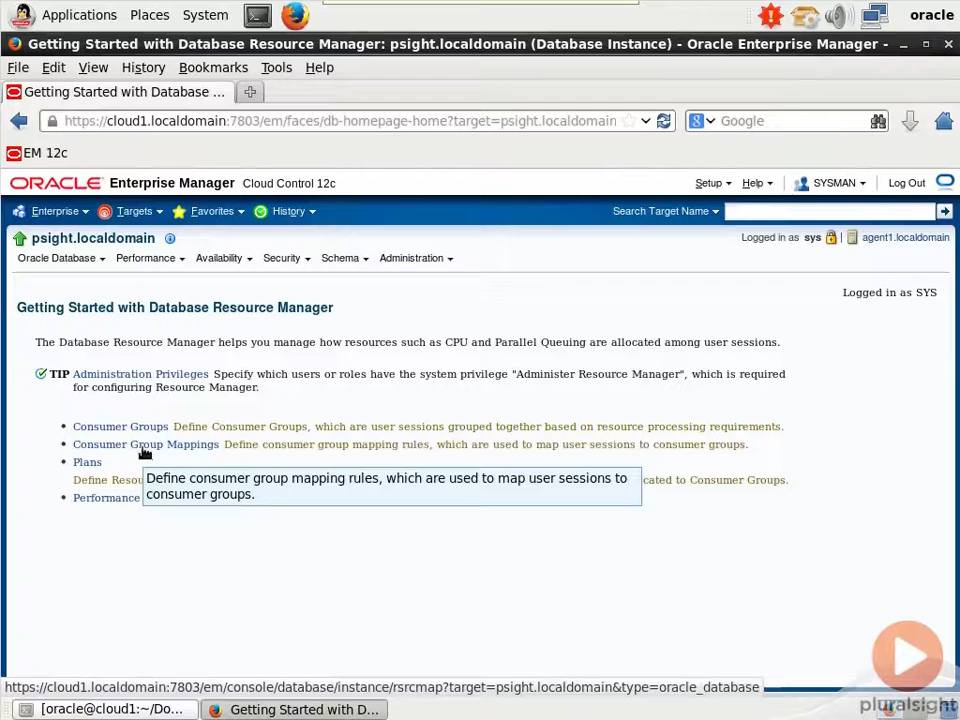 Applications Places System oracle
Getting Started with Database Resource Manager: psight.localdomain (Database Instance) - Oracle Enterprise Manager -
File Edit View History Bookmarks Tools Help
Getting Started with Database ...
https://cloud1.localdomain:7803/em/faces/db-homepage-home?target=psight.localdomain Google
EM 12c
ORACLE Enterprise Manager Cloud Control 12c Setup Help SYSMAN Log Out
Enterprise Targets Favorites History Search Target Name
psight.localdomain Logged in as sys agent1.localdomain
Oracle Database Performance Availability Security Schema Administration
Logged in as SYS
Getting Started with Database Resource Manager
The Database Resource Manager helps you manage how resources such as CPU and Parallel Queuing are allocated among user sessions.
TIP Administration Privileges Specify which users or roles have the system privilege "Administer Resource Manager", which is required
for configuring Resource Manager.
• Consumer Groups Define Consumer Groups, which are user sessions grouped together based on resource processing requirements.
• Consumer Group Mappings Define consumer group mapping rules, which are used to map user sessions to consumer groups.
• Plans
Define Resou cated to Consumer Groups.
Define consumer group mapping rules, which are used to map user sessions to
consumer groups.
• Performance
https://cloud1.localdomain:7803/em/console/database/instance/rsrcmap?target=psight.localdomain&type=oracle_database
[oracle@cloud1:~/Do... Getting Started with D...
pluralsight